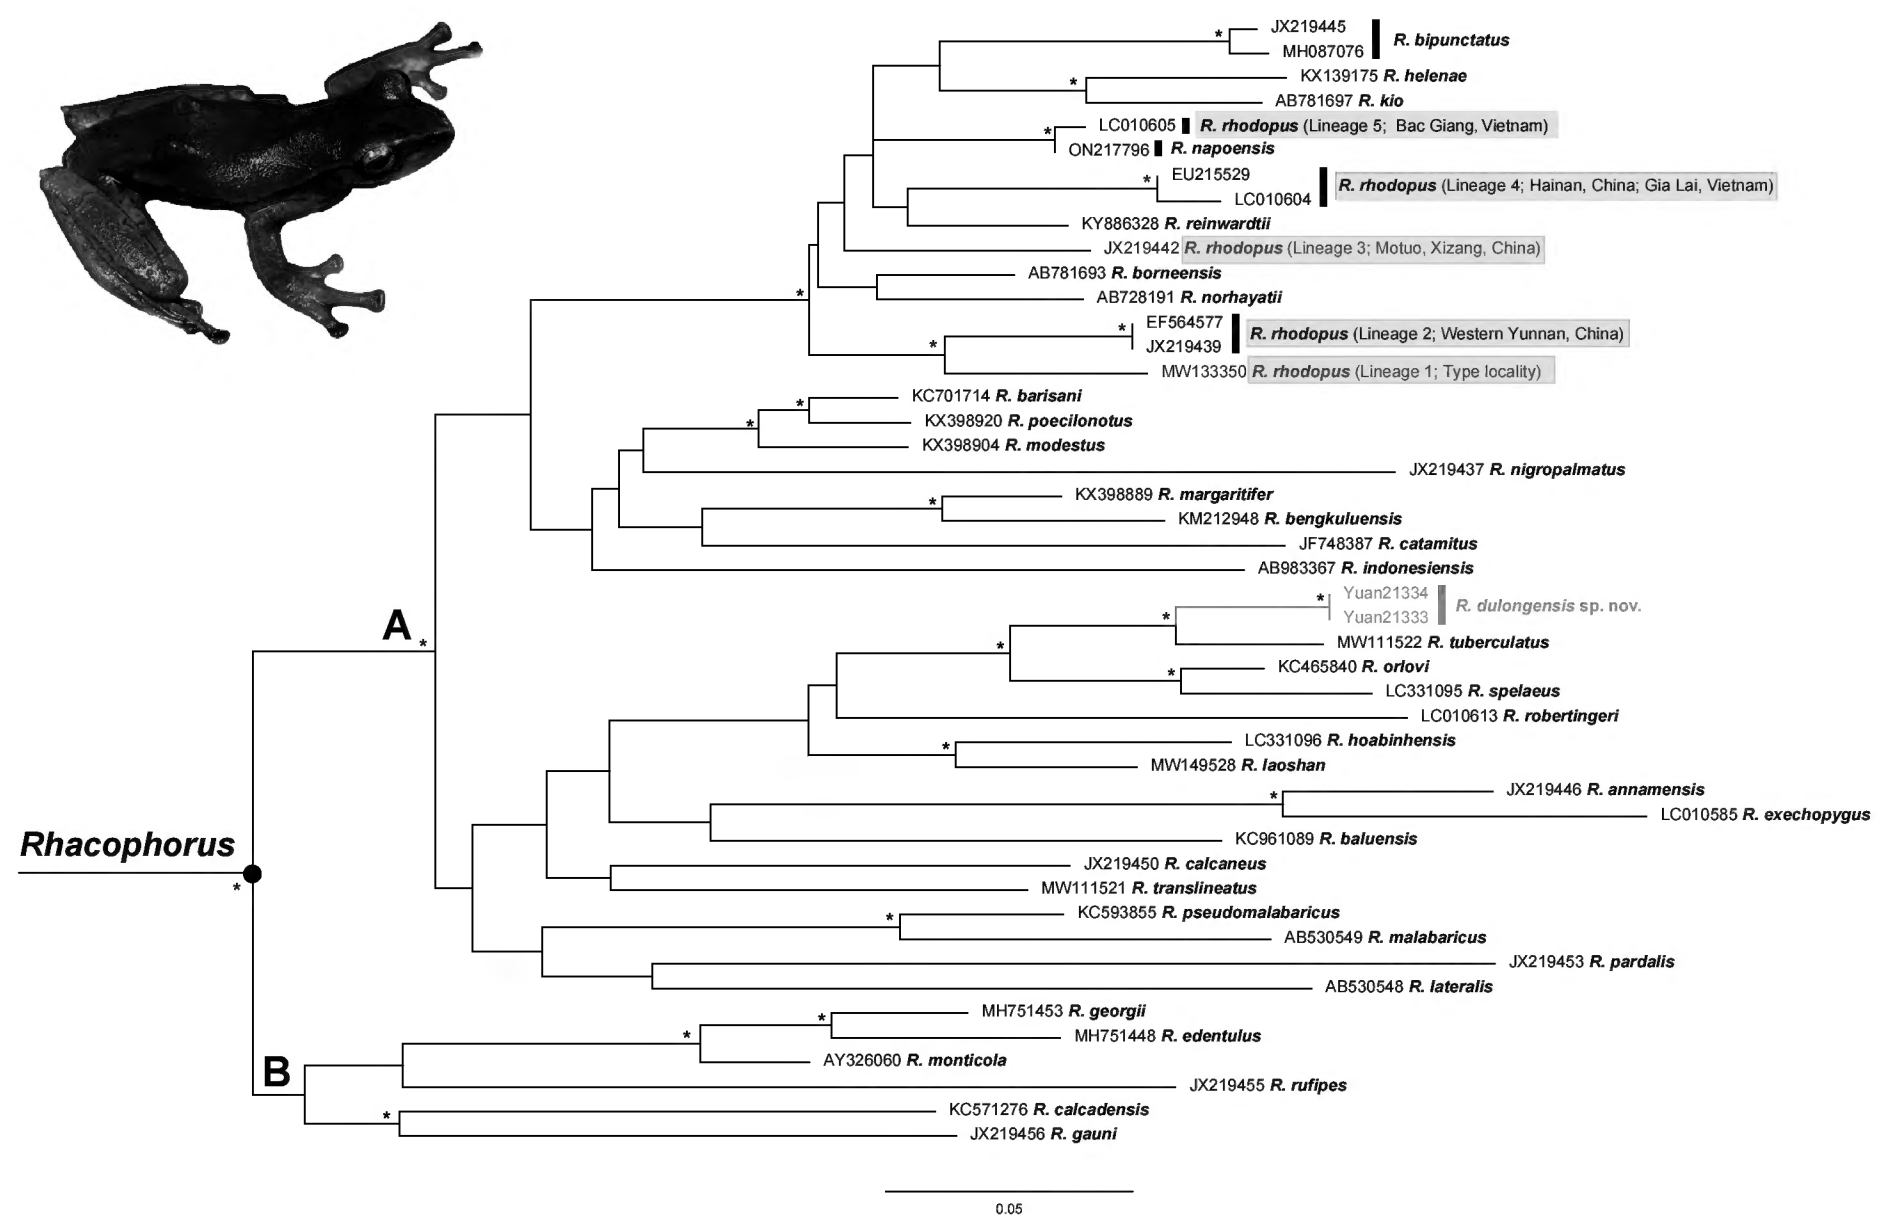 JX219445
MH087076
R. bipunctatus
KX139175 R. helenae
AB781697 R. kio
LC010605 R. rhodopus (Lineage 5; Bac Giang, Vietnam)
ON217796 R. napoensis
EU215529
LC010604
R. rhodopus (Lineage 4; Hainan, China; Gia Lai, Vietnam)
KY886328 R. reinwardtii
JX219442 R. rhodopus (Lineage 3; Motuo, Xizang, China)
AB781693 R. borneensis
AB728191 R. norhayatii
EF564577
JX219439
R. rhodopus (Lineage 2; Western Yunnan, China)
MW133350 R. rhodopus (Lineage 1; Type locality)
KC701714 R. barisani
KX398920 R. poecilonotus
KX398904 R. modestus
JX219437 R. nigropalmatus
KX398889 R. margaritifer
KM212948 R. bengkuluensis
JF748387 R. catamitus
AB983367 R. indonesiensis
Yuan21334
Yuan21333
R. dulongensis sp. nov.
A
MW111522 R. tuberculatus
KC465840 R. orlovi
LC331095 R. spelaeus
LC010613 R. robertingeri
LC331096 R. hoabinhensis
MW149528 R. laoshan
JX219446 R. annamensis
LC010585 R. exechopygus
KC961089 R. baluensis
Rhacophorus
JX219450 R. calcaneus
MW111521 R. translineatus
KC593855 R. pseudomalabaricus
AB530549 R. malabaricus
JX219453 R. pardalis
AB530548 R. lateralis
MH751453 R. georgii
MH751448 R. edentulus
AY326060 R. monticola
B
JX219455 R. rufipes
KC571276 R. calcadensis
JX219456 R. gauni
0.05